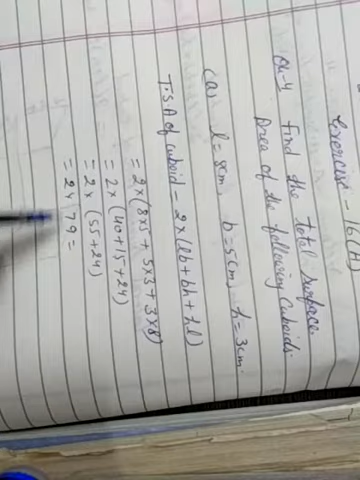 Exercise - 16(A)
Q-4 Find the total surface
Area of the following Cuboids.
(a) l = 8cm, b = 5cm, h = 3cm.
T.S.A of Cuboid = 2×(lb+bh+hl)
= 2×(8×5 + 5×3 + 3×8)
= 2×(40+15+24)
= 2×(55+24)
= 2× 79 =